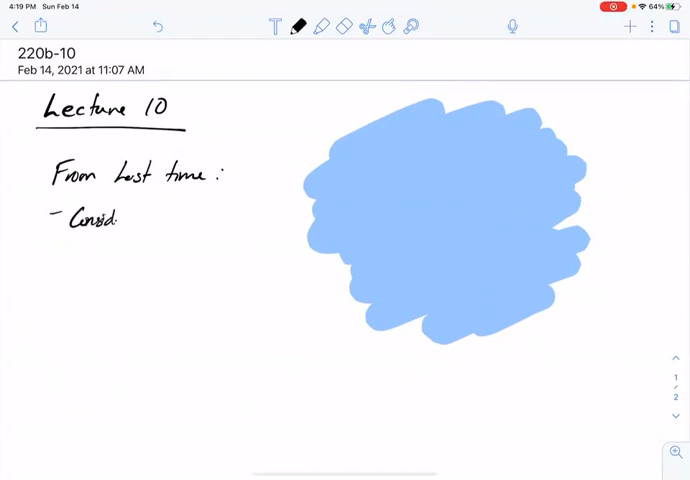 4:19 PM Sun Feb 14
64%
220b-10
Feb 14, 2021 at 11:07 AM
Lecture 10
From Last time :
- Consid
1
/
2